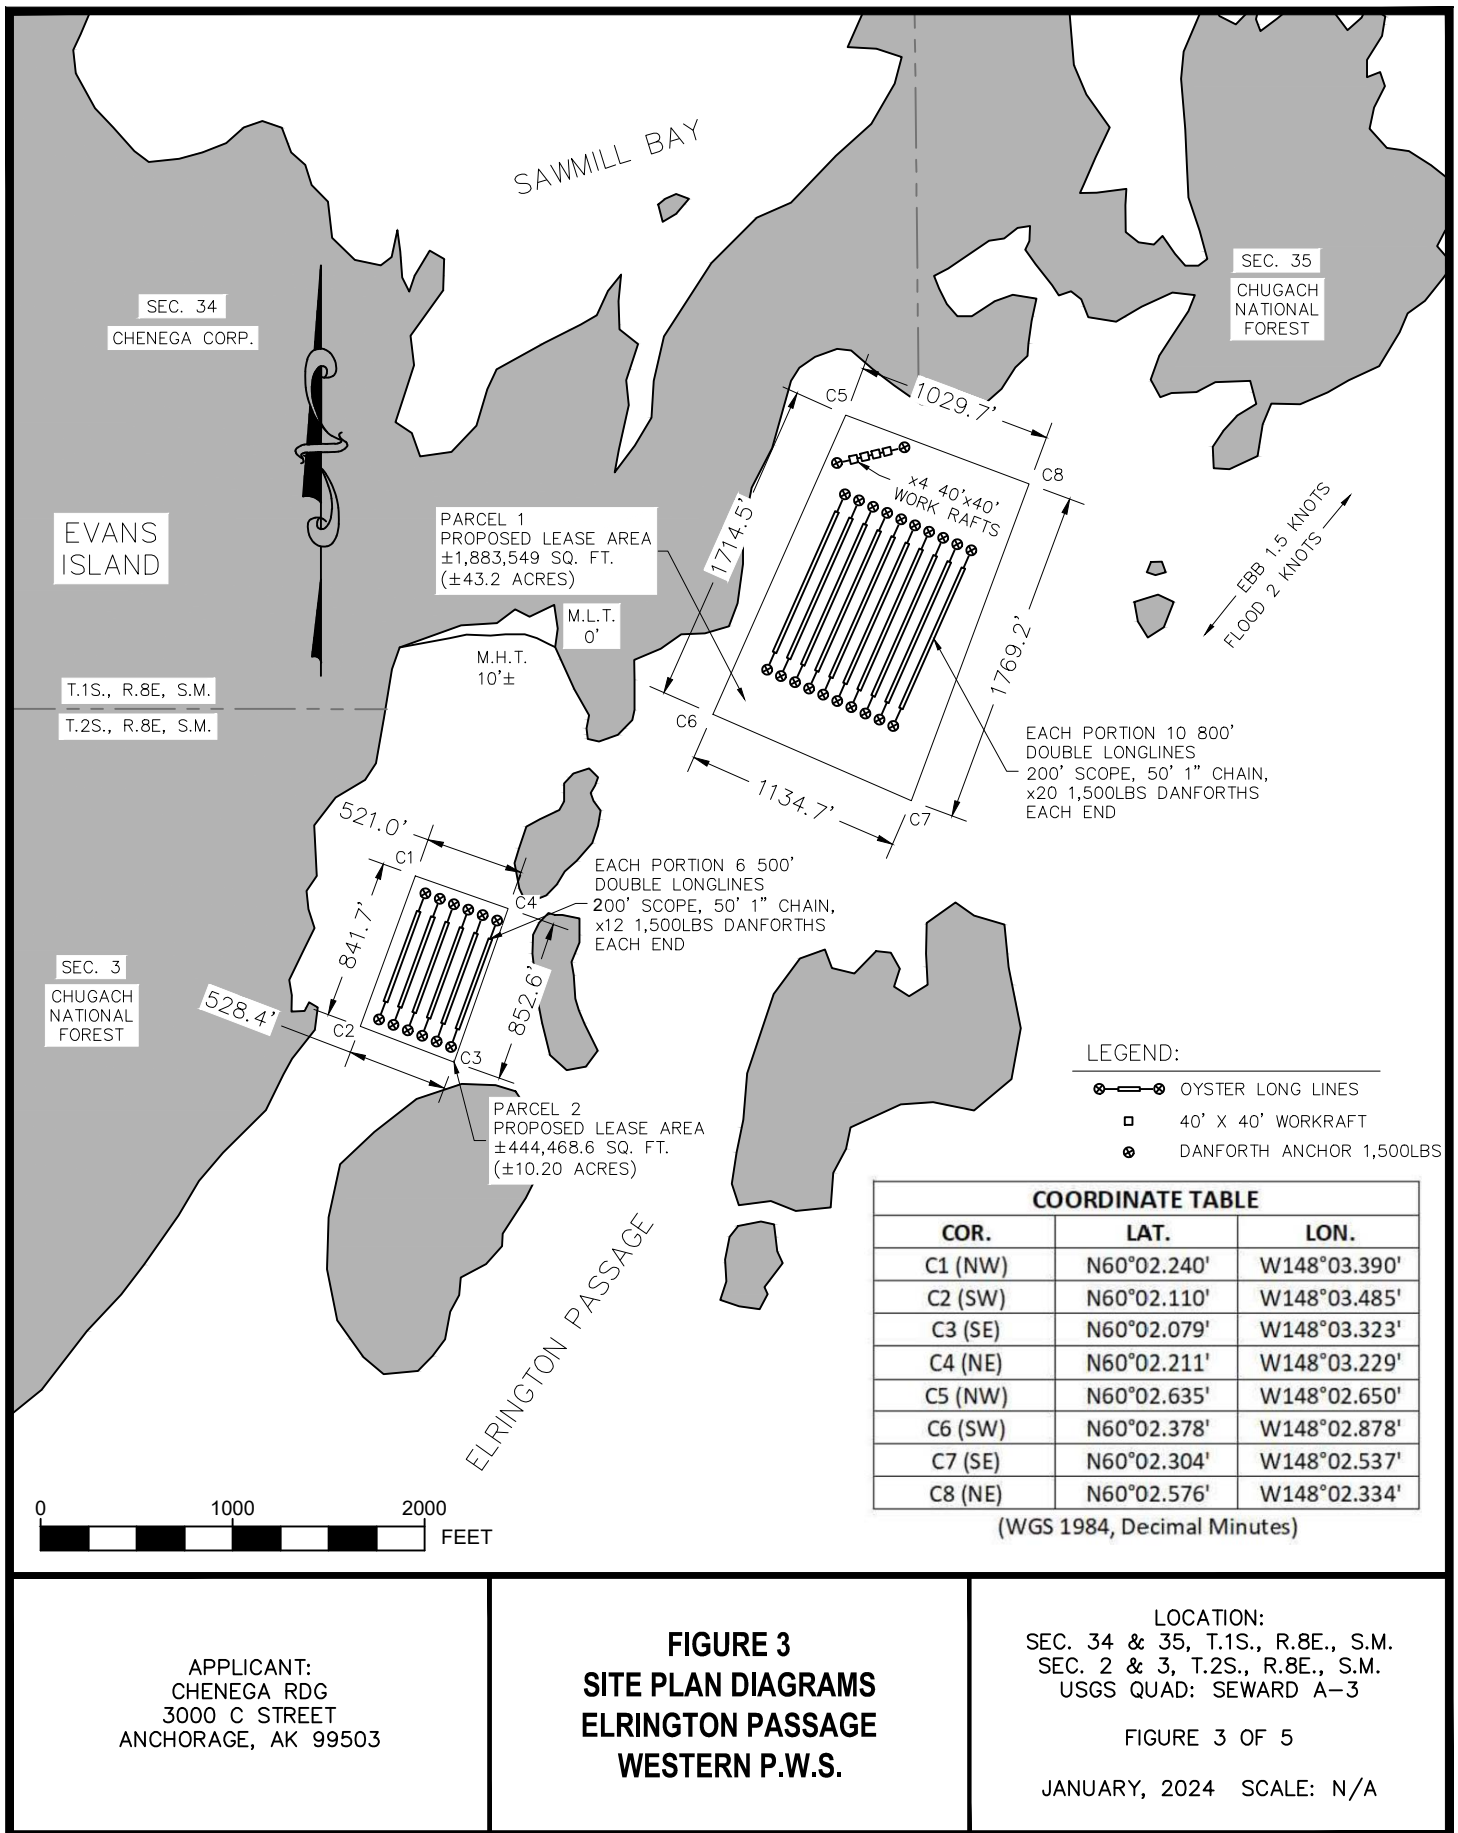 SAWMILL BAY
SEC. 34
CHENEGA CORP.
SEC. 35
CHUGACH
NATIONAL
FOREST
EVANS
ISLAND
C5
1029.7'
C8
x4 40'x40'
WORK RAFTS
1714.5'
PARCEL 1
PROPOSED LEASE AREA
±1,883,549 SQ. FT.
(±43.2 ACRES)
M.L.T.
0'
M.H.T.
10'±
EBB 1.5 KNOTS
FLOOD 2 KNOTS
1769.2'
T.1S., R.8E, S.M.
T.2S., R.8E, S.M.
C6
EACH PORTION 10 800'
DOUBLE LONGLINES
200' SCOPE, 50' 1" CHAIN,
x20 1,500LBS DANFORTHS
EACH END
1134.7'
C7
521.0'
C1
C4
EACH PORTION 6 500'
DOUBLE LONGLINES
200' SCOPE, 50' 1" CHAIN,
x12 1,500LBS DANFORTHS
EACH END
841.7'
852.6'
SEC. 3
CHUGACH
NATIONAL
FOREST
528.4'
C2
C3
PARCEL 2
PROPOSED LEASE AREA
±444,468.6 SQ. FT.
(±10.20 ACRES)
ELRINGTON PASSAGE
LEGEND:
OYSTER LONG LINES
40' X 40' WORKRAFT
DANFORTH ANCHOR 1,500LBS
COORDINATE TABLE
COR. LAT. LON.
C1 (NW) N60°02.240' W148°03.390'
C2 (SW) N60°02.110' W148°03.485'
C3 (SE) N60°02.079' W148°03.323'
C4 (NE) N60°02.211' W148°03.229'
C5 (NW) N60°02.635' W148°02.650'
C6 (SW) N60°02.378' W148°02.878'
C7 (SE) N60°02.304' W148°02.537'
C8 (NE) N60°02.576' W148°02.334'
(WGS 1984, Decimal Minutes)
0 1000 2000
FEET
APPLICANT:
CHENEGA RDG
3000 C STREET
ANCHORAGE, AK 99503
FIGURE 3
SITE PLAN DIAGRAMS
ELRINGTON PASSAGE
WESTERN P.W.S.
LOCATION:
SEC. 34 & 35, T.1S., R.8E., S.M.
SEC. 2 & 3, T.2S., R.8E., S.M.
USGS QUAD: SEWARD A-3
FIGURE 3 OF 5
JANUARY, 2024 SCALE: N/A